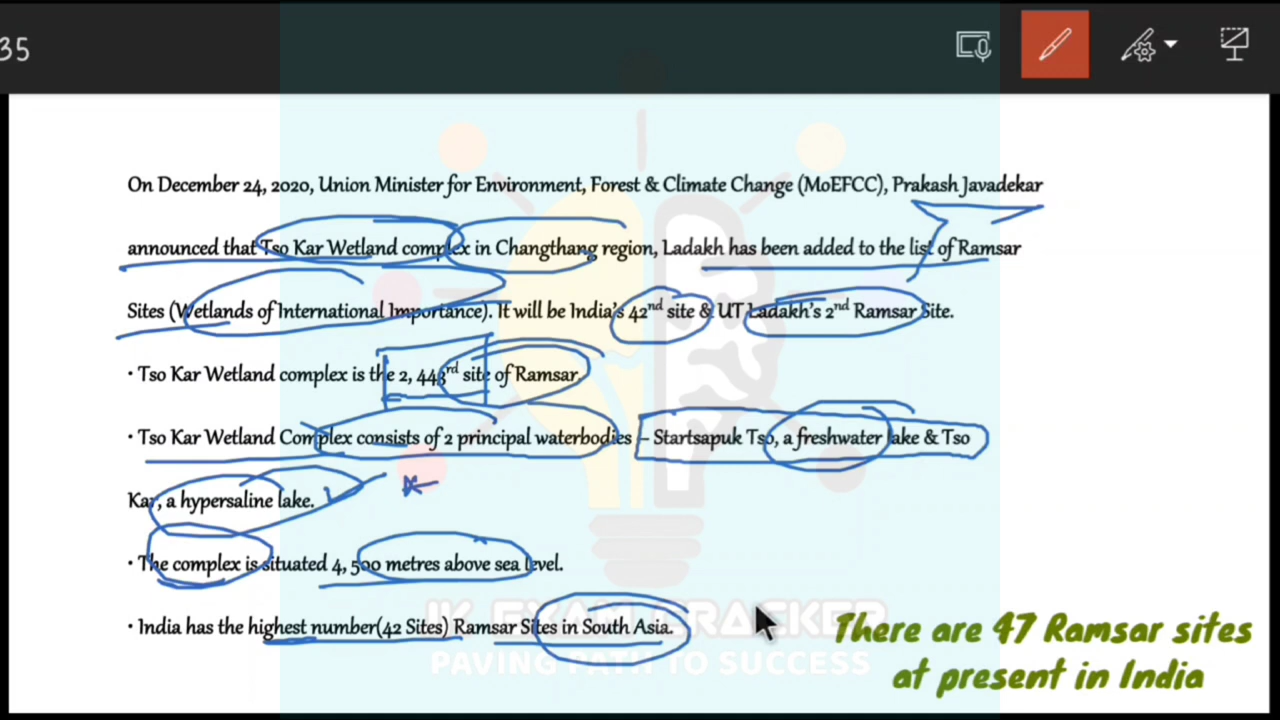 35
On December 24, 2020, Union Minister for Environment, Forest & Climate Change (MoEFCC), Prakash Javadekar
announced that Tso Kar Wetland complex in Changthang region, Ladakh has been added to the list of Ramsar
Sites (Wetlands of International Importance). It will be India's 42nd site & UT Ladakh's 2nd Ramsar Site.
· Tso Kar Wetland complex is the 2, 443rd site of Ramsar.
· Tso Kar Wetland Complex consists of 2 principal waterbodies – Startsapuk Tso, a freshwater lake & Tso
Kar, a hypersaline lake.
· The complex is situated 4, 500 metres above sea level.
· India has the highest number(42 Sites) Ramsar Sites in South Asia.
JK EXAM CRACKER
PAVING PATH TO SUCCESS
There are 47 Ramsar sites
at present in India